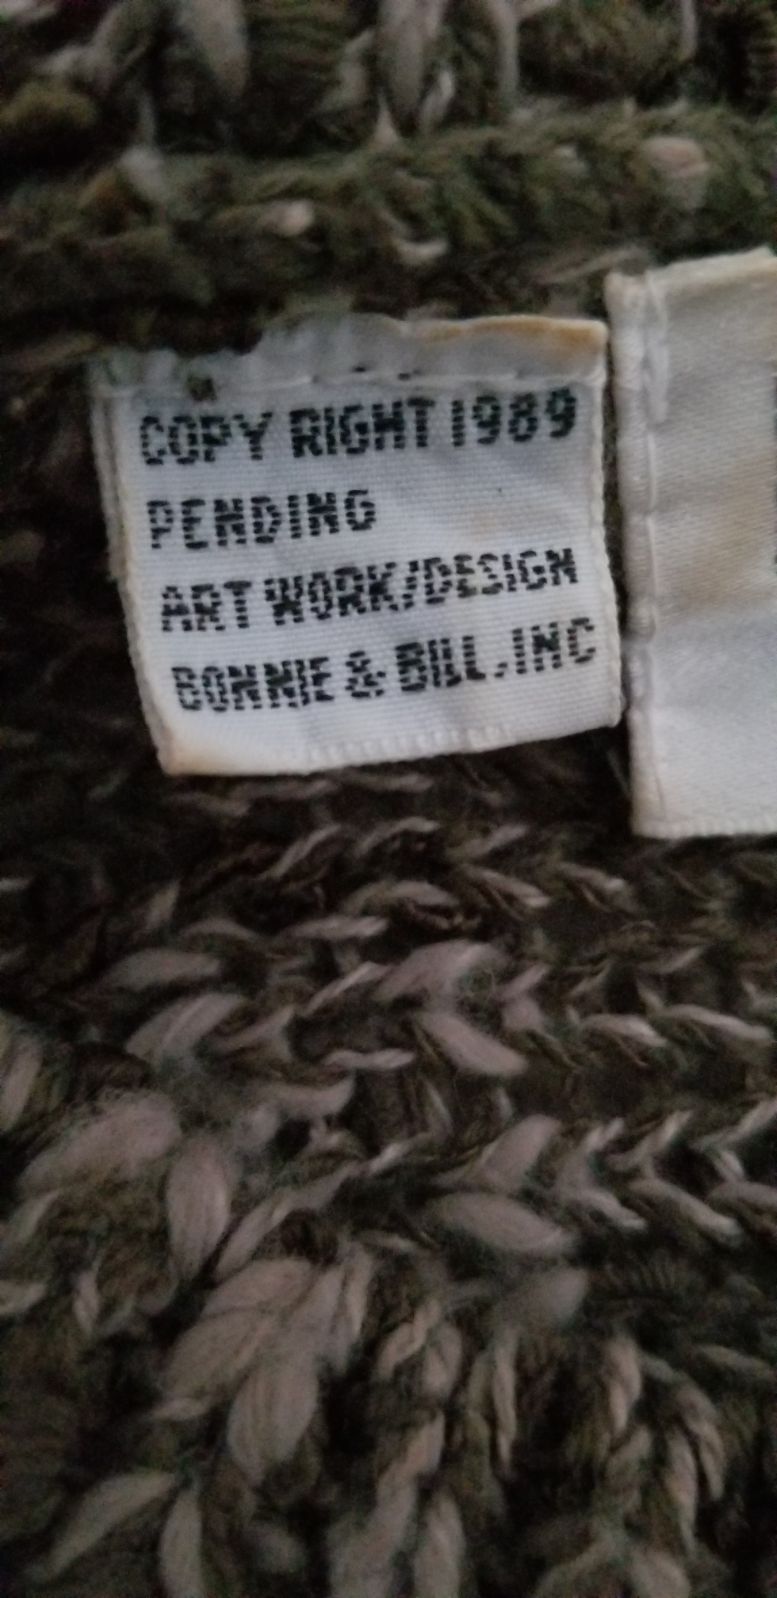 COPY RIGHT 1989
PENDING
ART WORK/DESIGN
BONNIE & BILL, INC